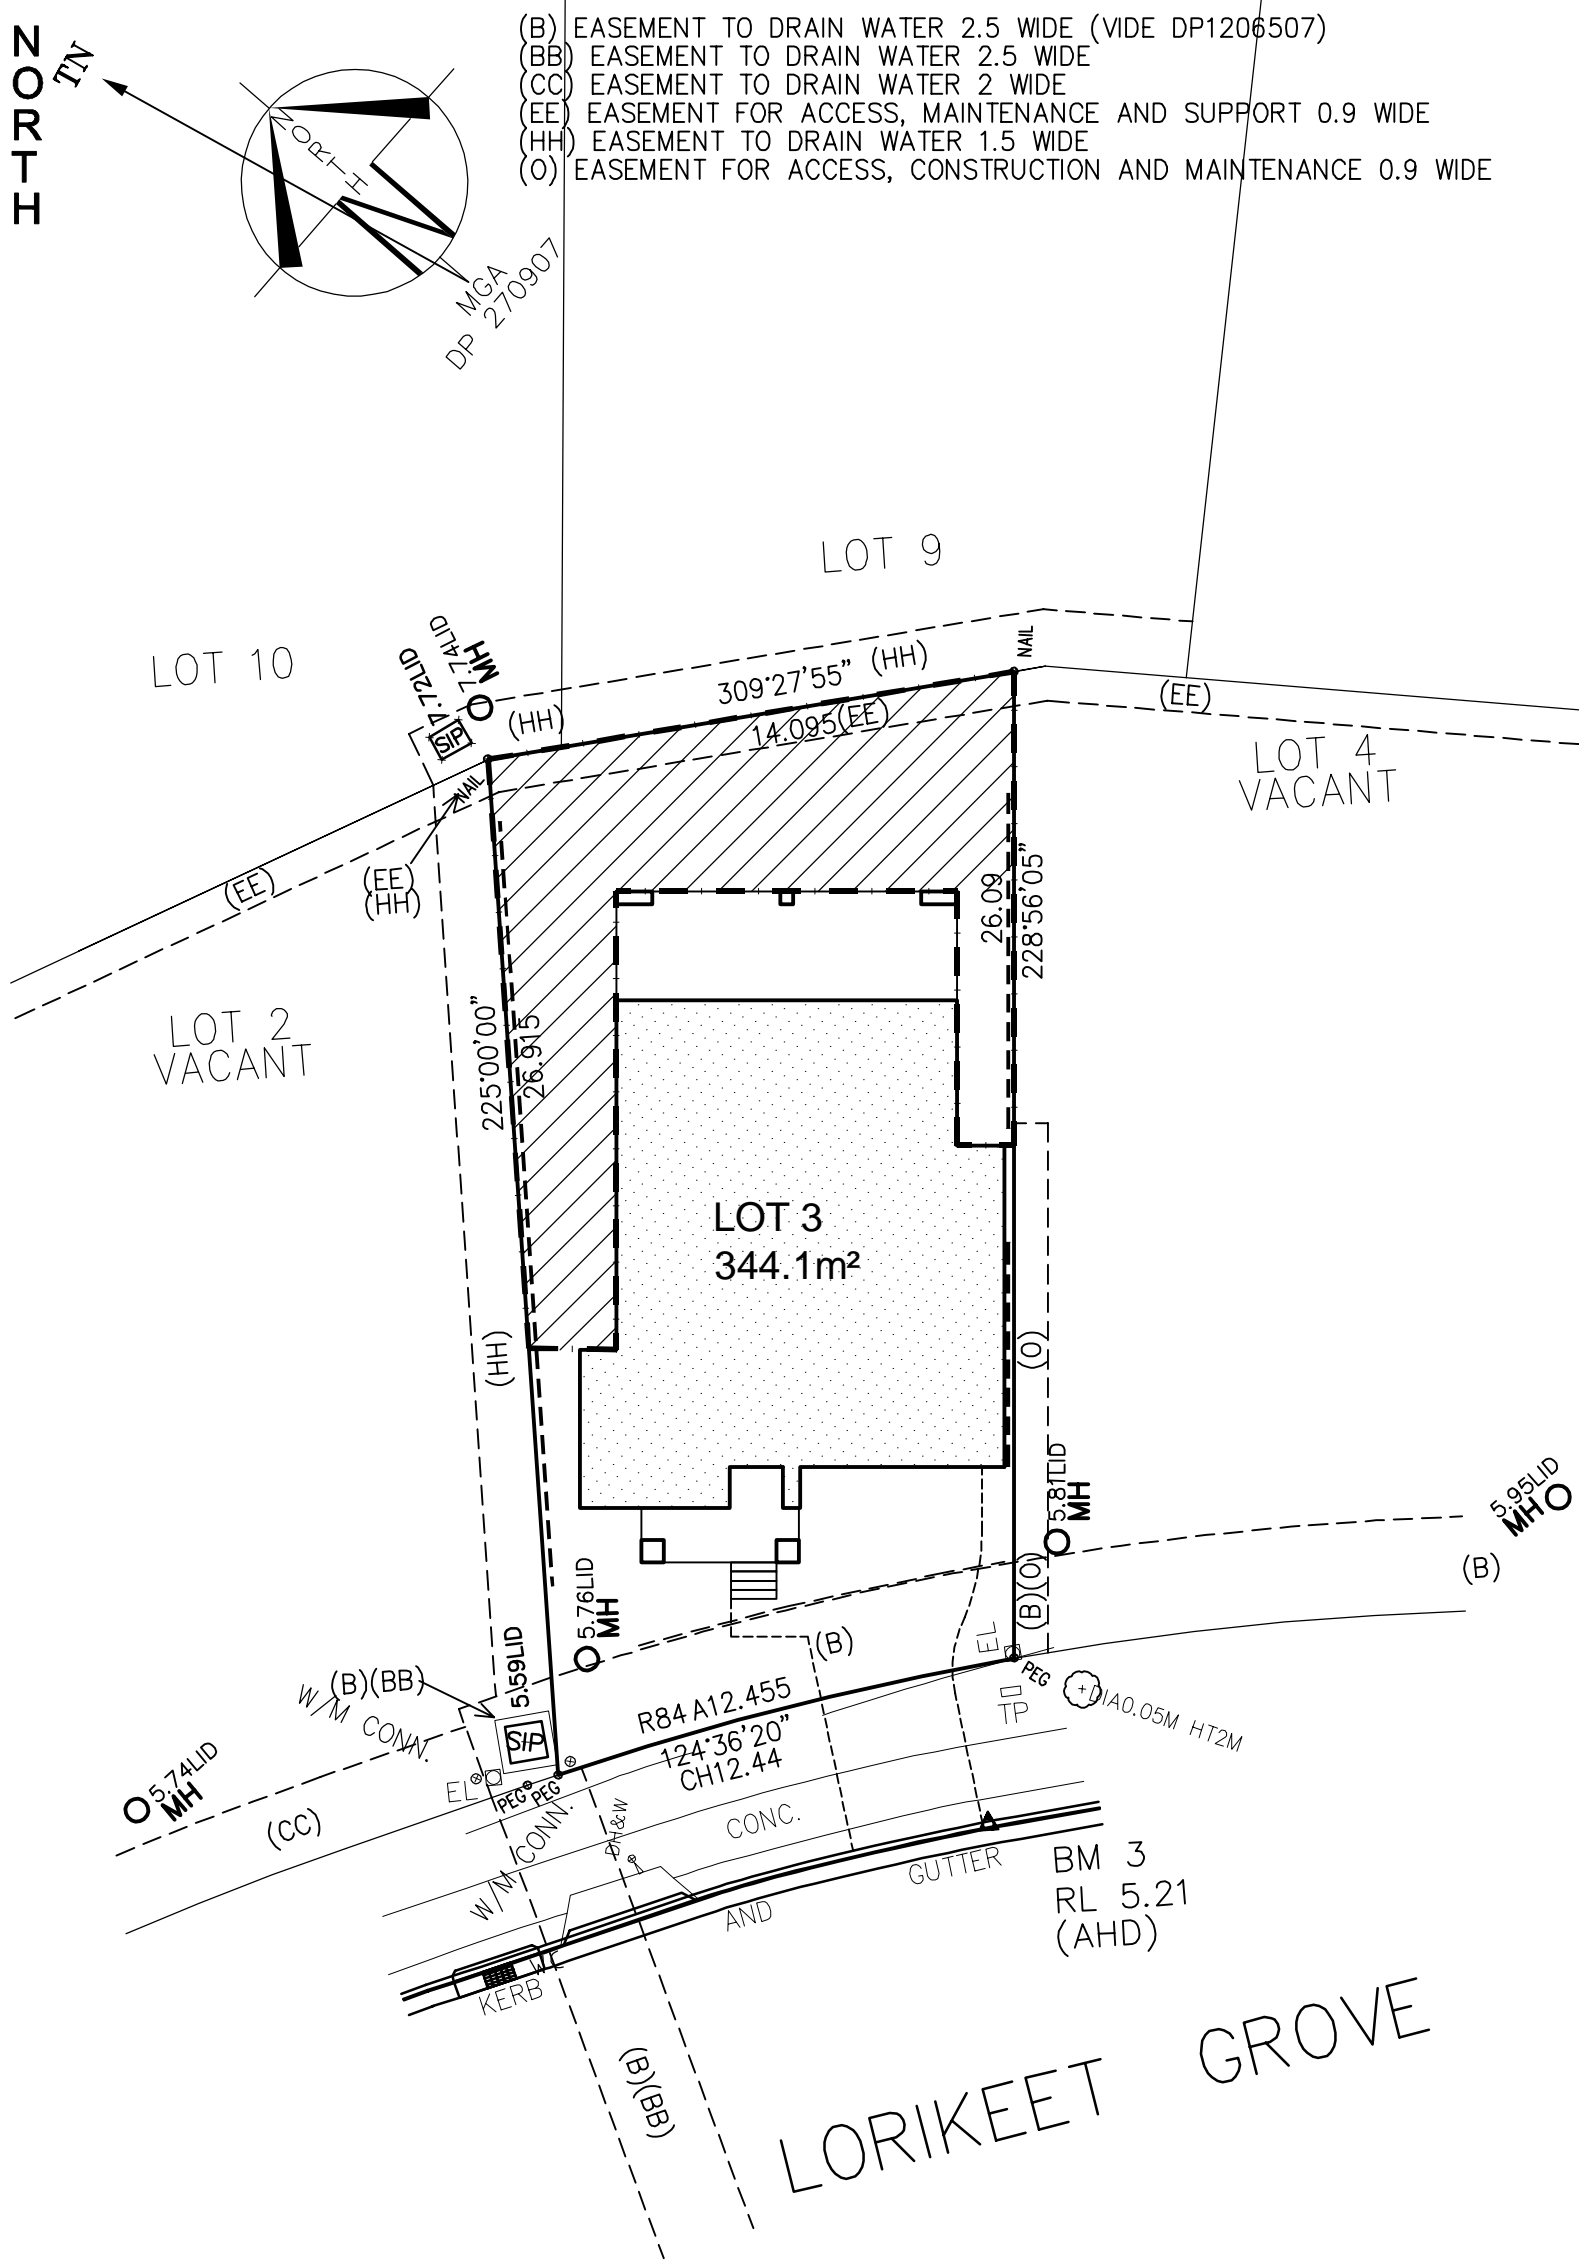 (B) EASEMENT TO DRAIN WATER 2.5 WIDE (VIDE DP1206507)
(BB) EASEMENT TO DRAIN WATER 2.5 WIDE
(CC) EASEMENT TO DRAIN WATER 2 WIDE
(EE) EASEMENT FOR ACCESS, MAINTENANCE AND SUPPORT 0.9 WIDE
(HH) EASEMENT TO DRAIN WATER 1.5 WIDE
(O) EASEMENT FOR ACCESS, CONSTRUCTION AND MAINTENANCE 0.9 WIDE
NORTH
TN
NORTH
MGA
DP 270907
LOT 9
LOT 10
NAIL
7.74LID
MH
SIP
(HH)
309°27'55" (HH)
14.095(EE)
(EE)
LOT 4
VACANT
NAIL
(EE)
(EE)
(HH)
26.09
228°56'05"
LOT 2
VACANT
225°00'00"
26.915
LOT 3
344.1m²
(HH)
(O)
5.81LID
MH
5.95LID
MH
(B)
5.76LID
MH
(B)(O)
EL
(B)
5.59LID
(B)(BB)
W/M CONN.
SIP
R84 A12.455
124°36'20"
CH12.44
PEG
TP
DIA0.05M HT2M
5.74LID
MH
EL
PEG
PEG
(CC)
W/M CONN.
DH&W
CONC.
KERB
AND
GUTTER
BM 3
RL 5.21
(AHD)
(B)(BB)
LORIKEET GROVE